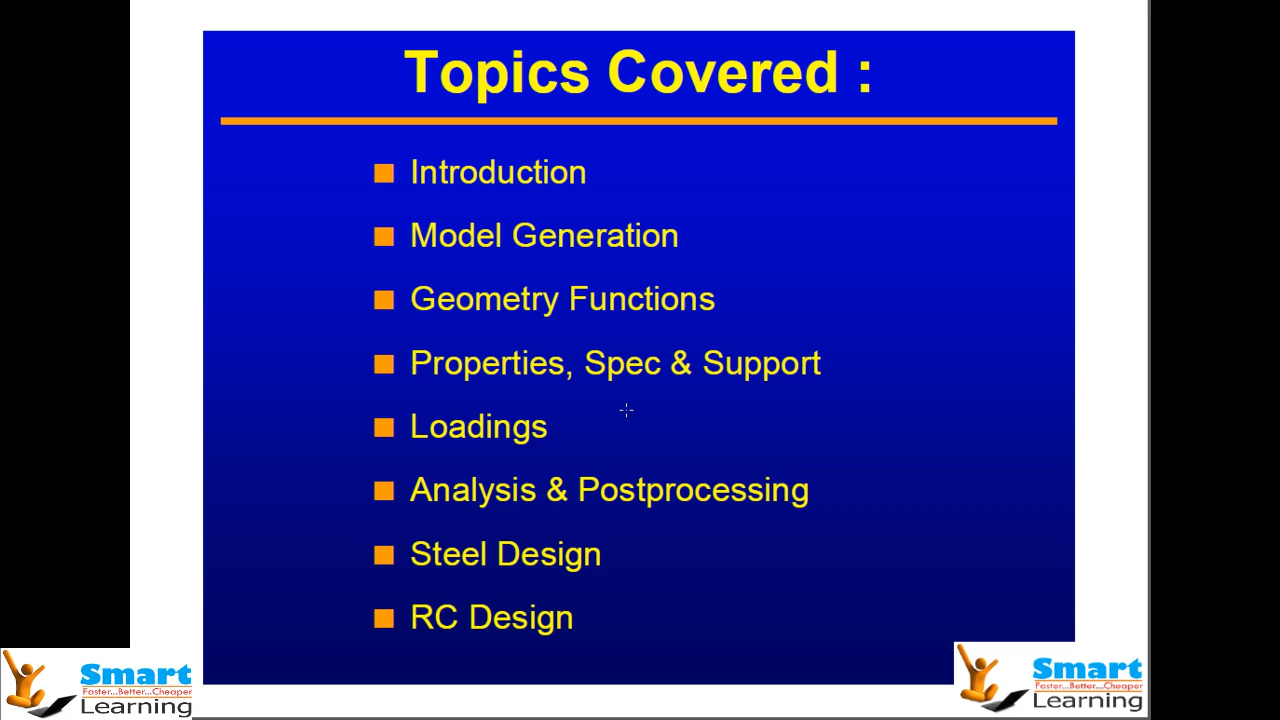 Topics Covered :
Introduction
Model Generation
Geometry Functions
Properties, Spec & Support
Loadings
Analysis & Postprocessing
Steel Design
RC Design
Smart
Faster...Better...Cheaper
Learning
Smart
Faster...Better...Cheaper
Learning